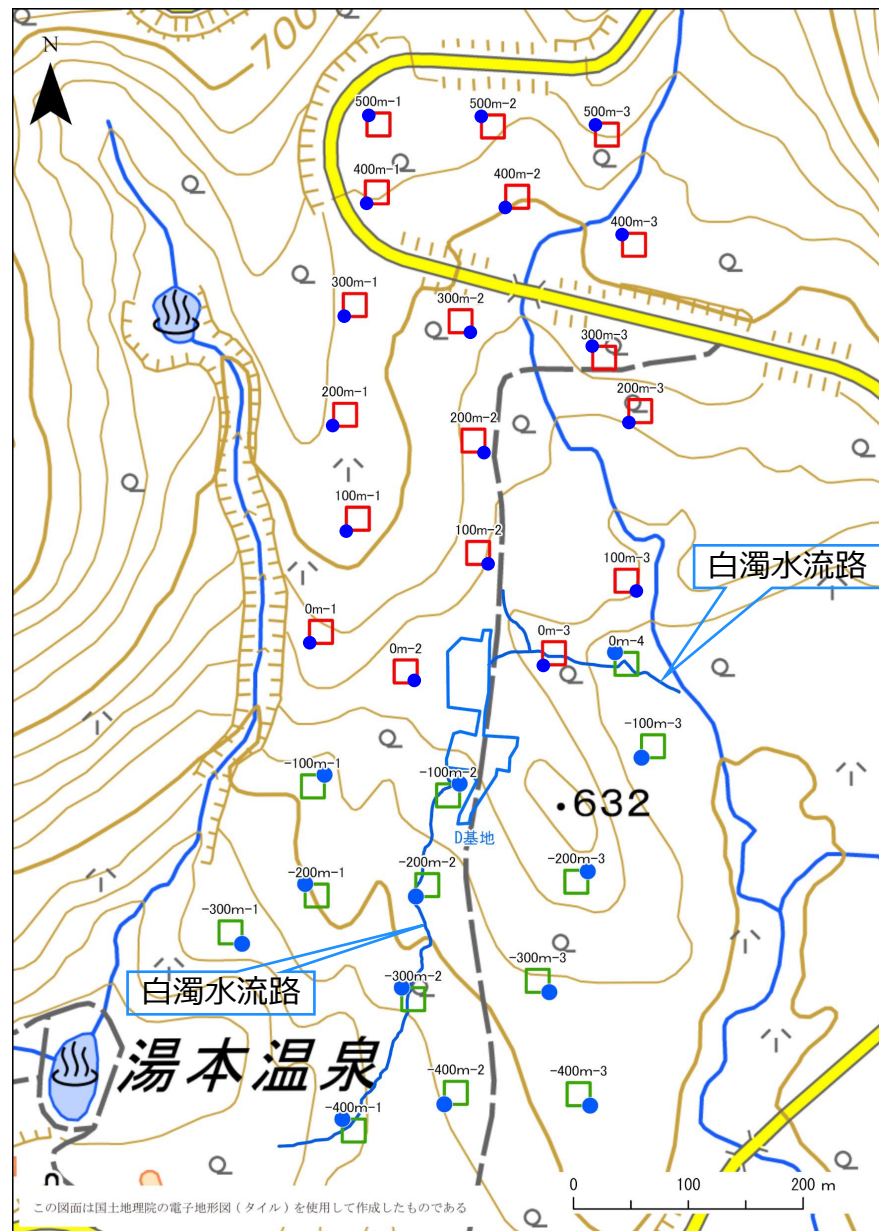 700
N
500m-1
500m-2
500m-3
400m-1
400m-2
400m-3
300m-1
300m-2
300m-3
200m-1
200m-2
200m-3
100m-1
100m-2
100m-3
白濁水流路
0m-1
0m-2
0m-3
0m-4
-100m-1
-100m-2
-100m-3
・632
D基地
-200m-1
-200m-2
-200m-3
-300m-1
-300m-2
-300m-3
白濁水流路
湯本温泉
-400m-1
-400m-2
-400m-3
0 100 200 m
この図面は国土地理院の電子地形図(タイル)を使用して作成したものである